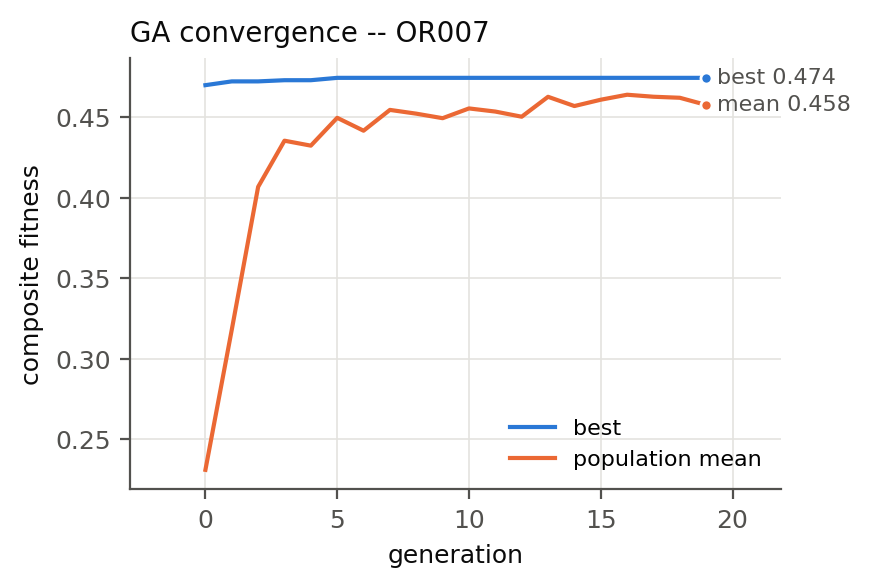 GA convergence -- OR007
best 0.474
mean 0.458
0.45
0.40
0.35
0.30
0.25
composite fitness
best
population mean
0
5
10
15
20
generation